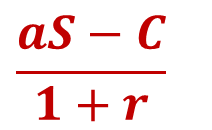 aS − C
1 + r